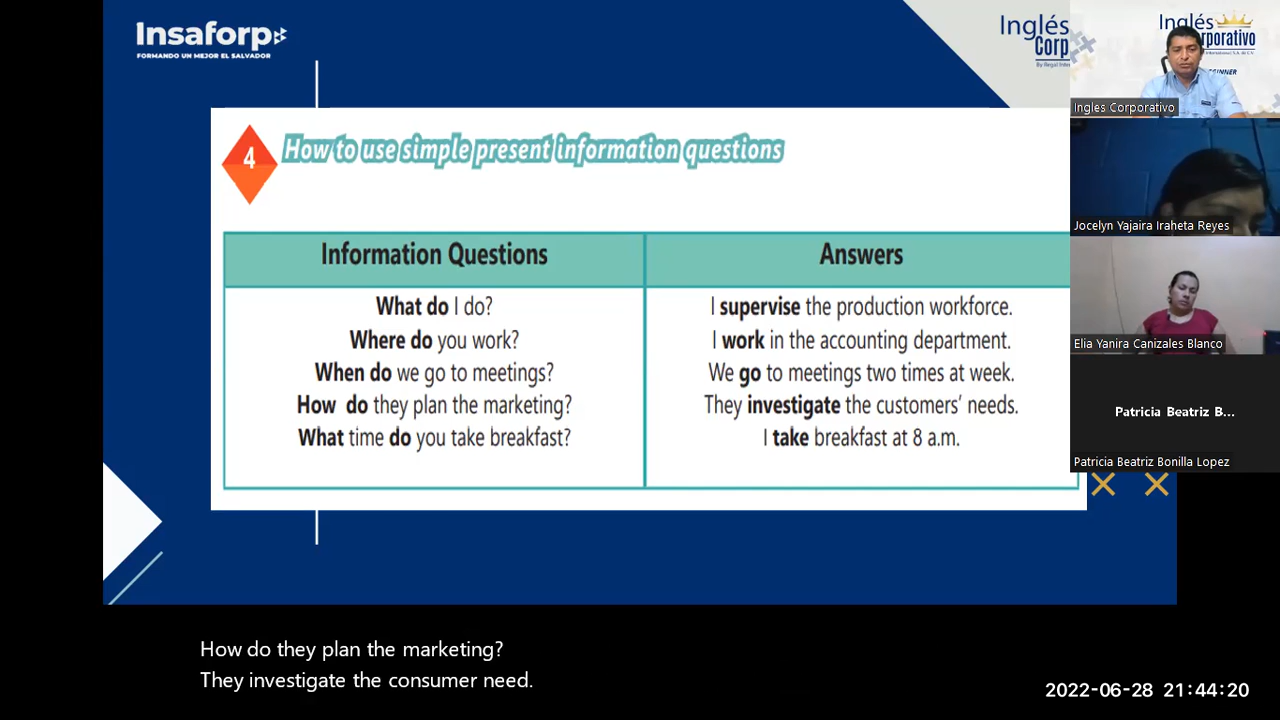 Insaforp
FORMANDO UN MEJOR EL SALVADOR
Inglés
Corp
Inglés
orporativo
Ingles Corporativo
4
How to use simple present information questions
Jocelyn Yajaira Iraheta Reyes
Information Questions
Answers
What do I do?
I supervise the production workforce.
Where do you work?
I work in the accounting department.
When do we go to meetings?
We go to meetings two times at week.
How do they plan the marketing?
They investigate the customers' needs.
What time do you take breakfast?
I take breakfast at 8 a.m.
Elia Yanira Canizales Blanco
Patricia Beatriz B...
Patricia Beatriz Bonilla Lopez
How do they plan the marketing?
They investigate the consumer need.
2022-06-28 21:44:20